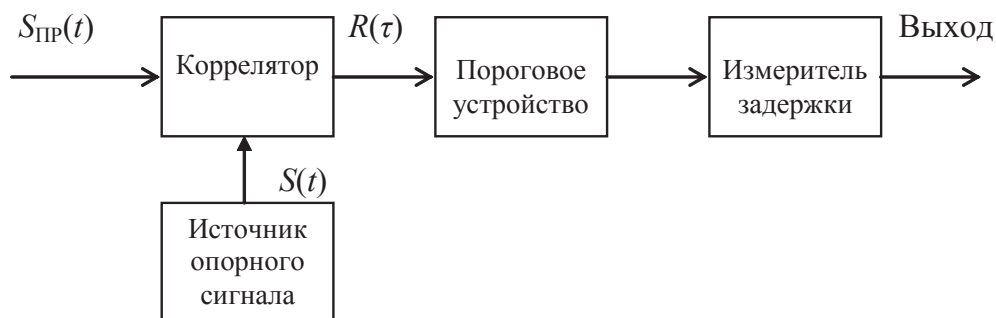 S_ПР(t)
Коррелятор
R(τ)
Пороговое
устройство
Измеритель
задержки
Выход
S(t)
Источник
опорного
сигнала